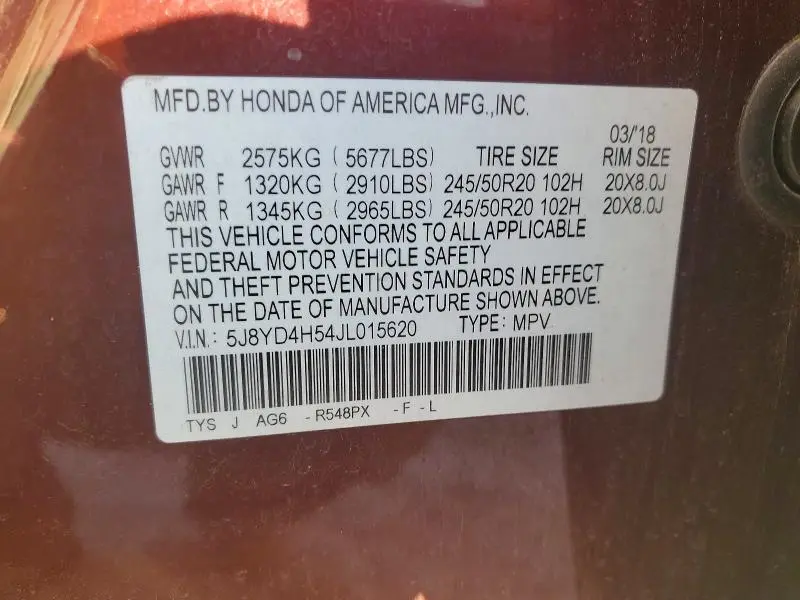 MFD.BY HONDA OF AMERICA MFG.,INC.
03/'18
GVWR 2575KG ( 5677LBS) TIRE SIZE RIM SIZE
GAWR F 1320KG ( 2910LBS) 245/50R20 102H 20X8.0J
GAWR R 1345KG ( 2965LBS) 245/50R20 102H 20X8.0J
THIS VEHICLE CONFORMS TO ALL APPLICABLE
FEDERAL MOTOR VEHICLE SAFETY
AND THEFT PREVENTION STANDARDS IN EFFECT
ON THE DATE OF MANUFACTURE SHOWN ABOVE.
V.I.N.: 5J8YD4H54JL015620 TYPE: MPV
TYS J AG6 -R548PX -F -L